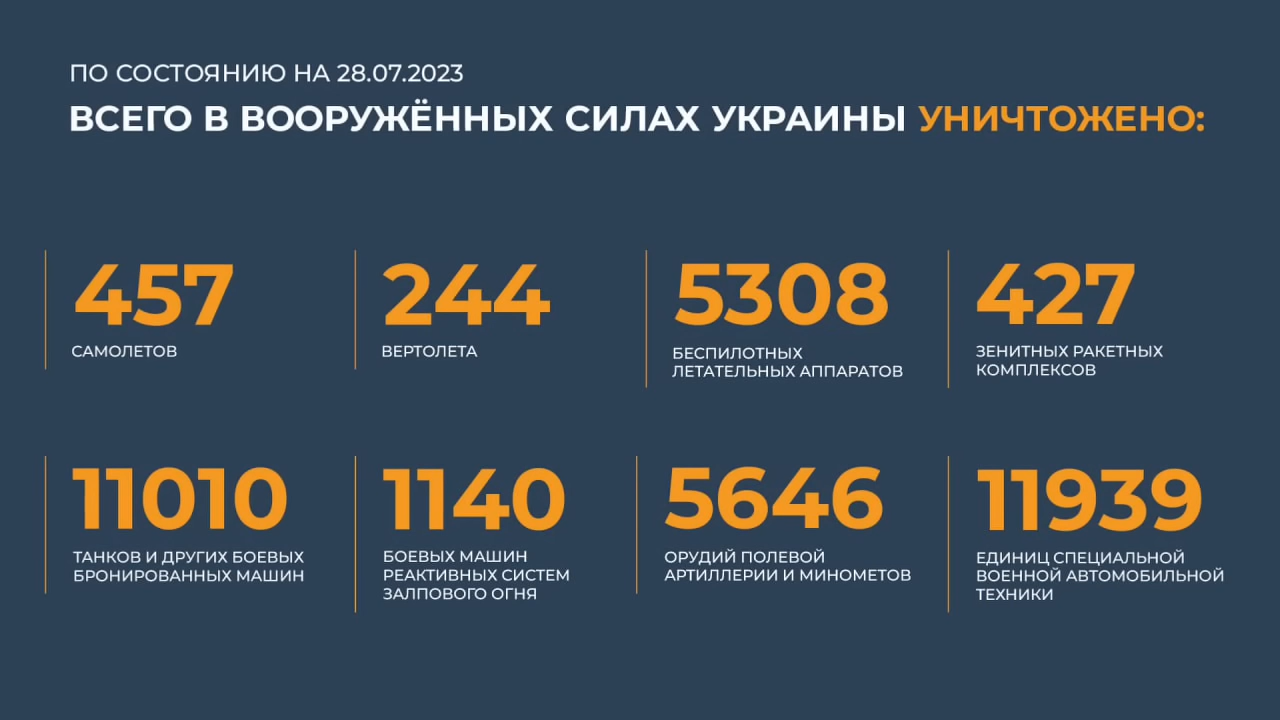 ПО СОСТОЯНИЮ НА 28.07.2023
ВСЕГО В ВООРУЖЁННЫХ СИЛАХ УКРАИНЫ УНИЧТОЖЕНО:
457
САМОЛЕТОВ
244
ВЕРТОЛЕТА
5308
БЕСПИЛОТНЫХ
ЛЕТАТЕЛЬНЫХ АППАРАТОВ
427
ЗЕНИТНЫХ РАКЕТНЫХ
КОМПЛЕКСОВ
11010
ТАНКОВ И ДРУГИХ БОЕВЫХ
БРОНИРОВАННЫХ МАШИН
1140
БОЕВЫХ МАШИН
РЕАКТИВНЫХ СИСТЕМ
ЗАЛПОВОГО ОГНЯ
5646
ОРУДИЙ ПОЛЕВОЙ
АРТИЛЛЕРИИ И МИНОМЕТОВ
11939
ЕДИНИЦ СПЕЦИАЛЬНОЙ
ВОЕННОЙ АВТОМОБИЛЬНОЙ
ТЕХНИКИ